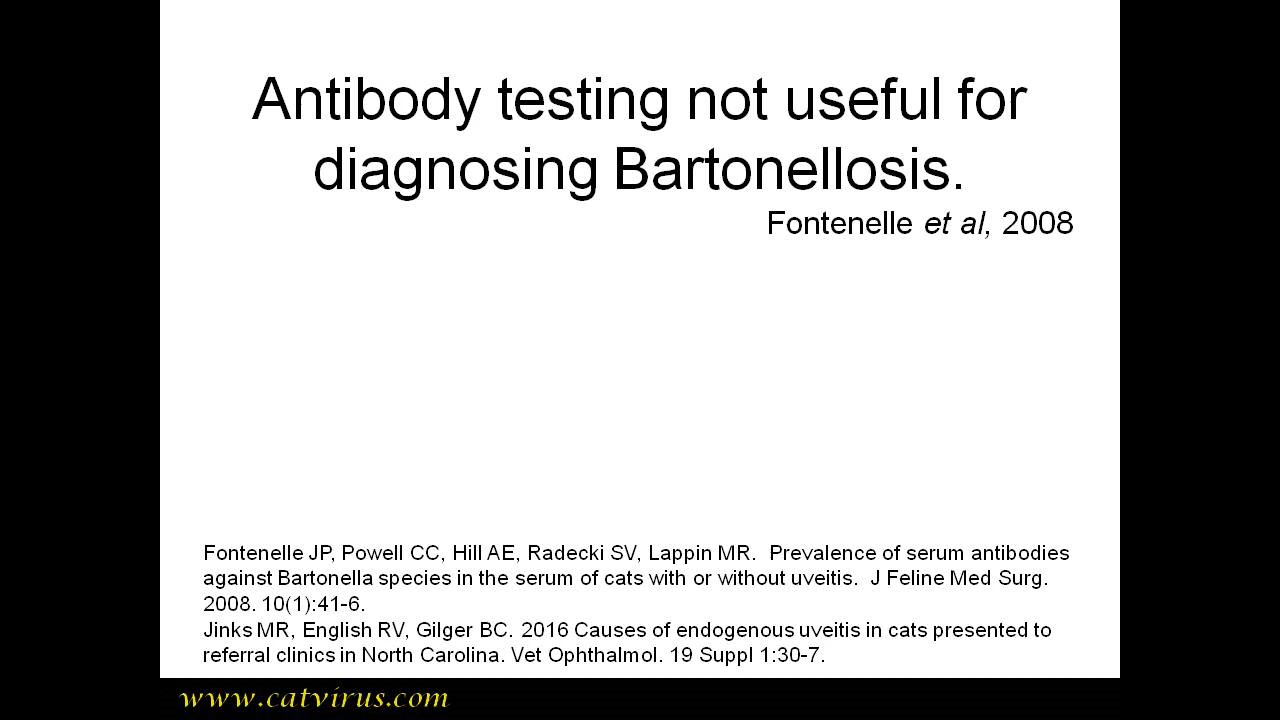 Antibody testing not useful for
diagnosing Bartonellosis.
Fontenelle et al, 2008
Fontenelle JP, Powell CC, Hill AE, Radecki SV, Lappin MR.  Prevalence of serum antibodies
against Bartonella species in the serum of cats with or without uveitis.  J Feline Med Surg.
2008. 10(1):41-6.
Jinks MR, English RV, Gilger BC. 2016 Causes of endogenous uveitis in cats presented to
referral clinics in North Carolina. Vet Ophthalmol. 19 Suppl 1:30-7.
www.catvirus.com